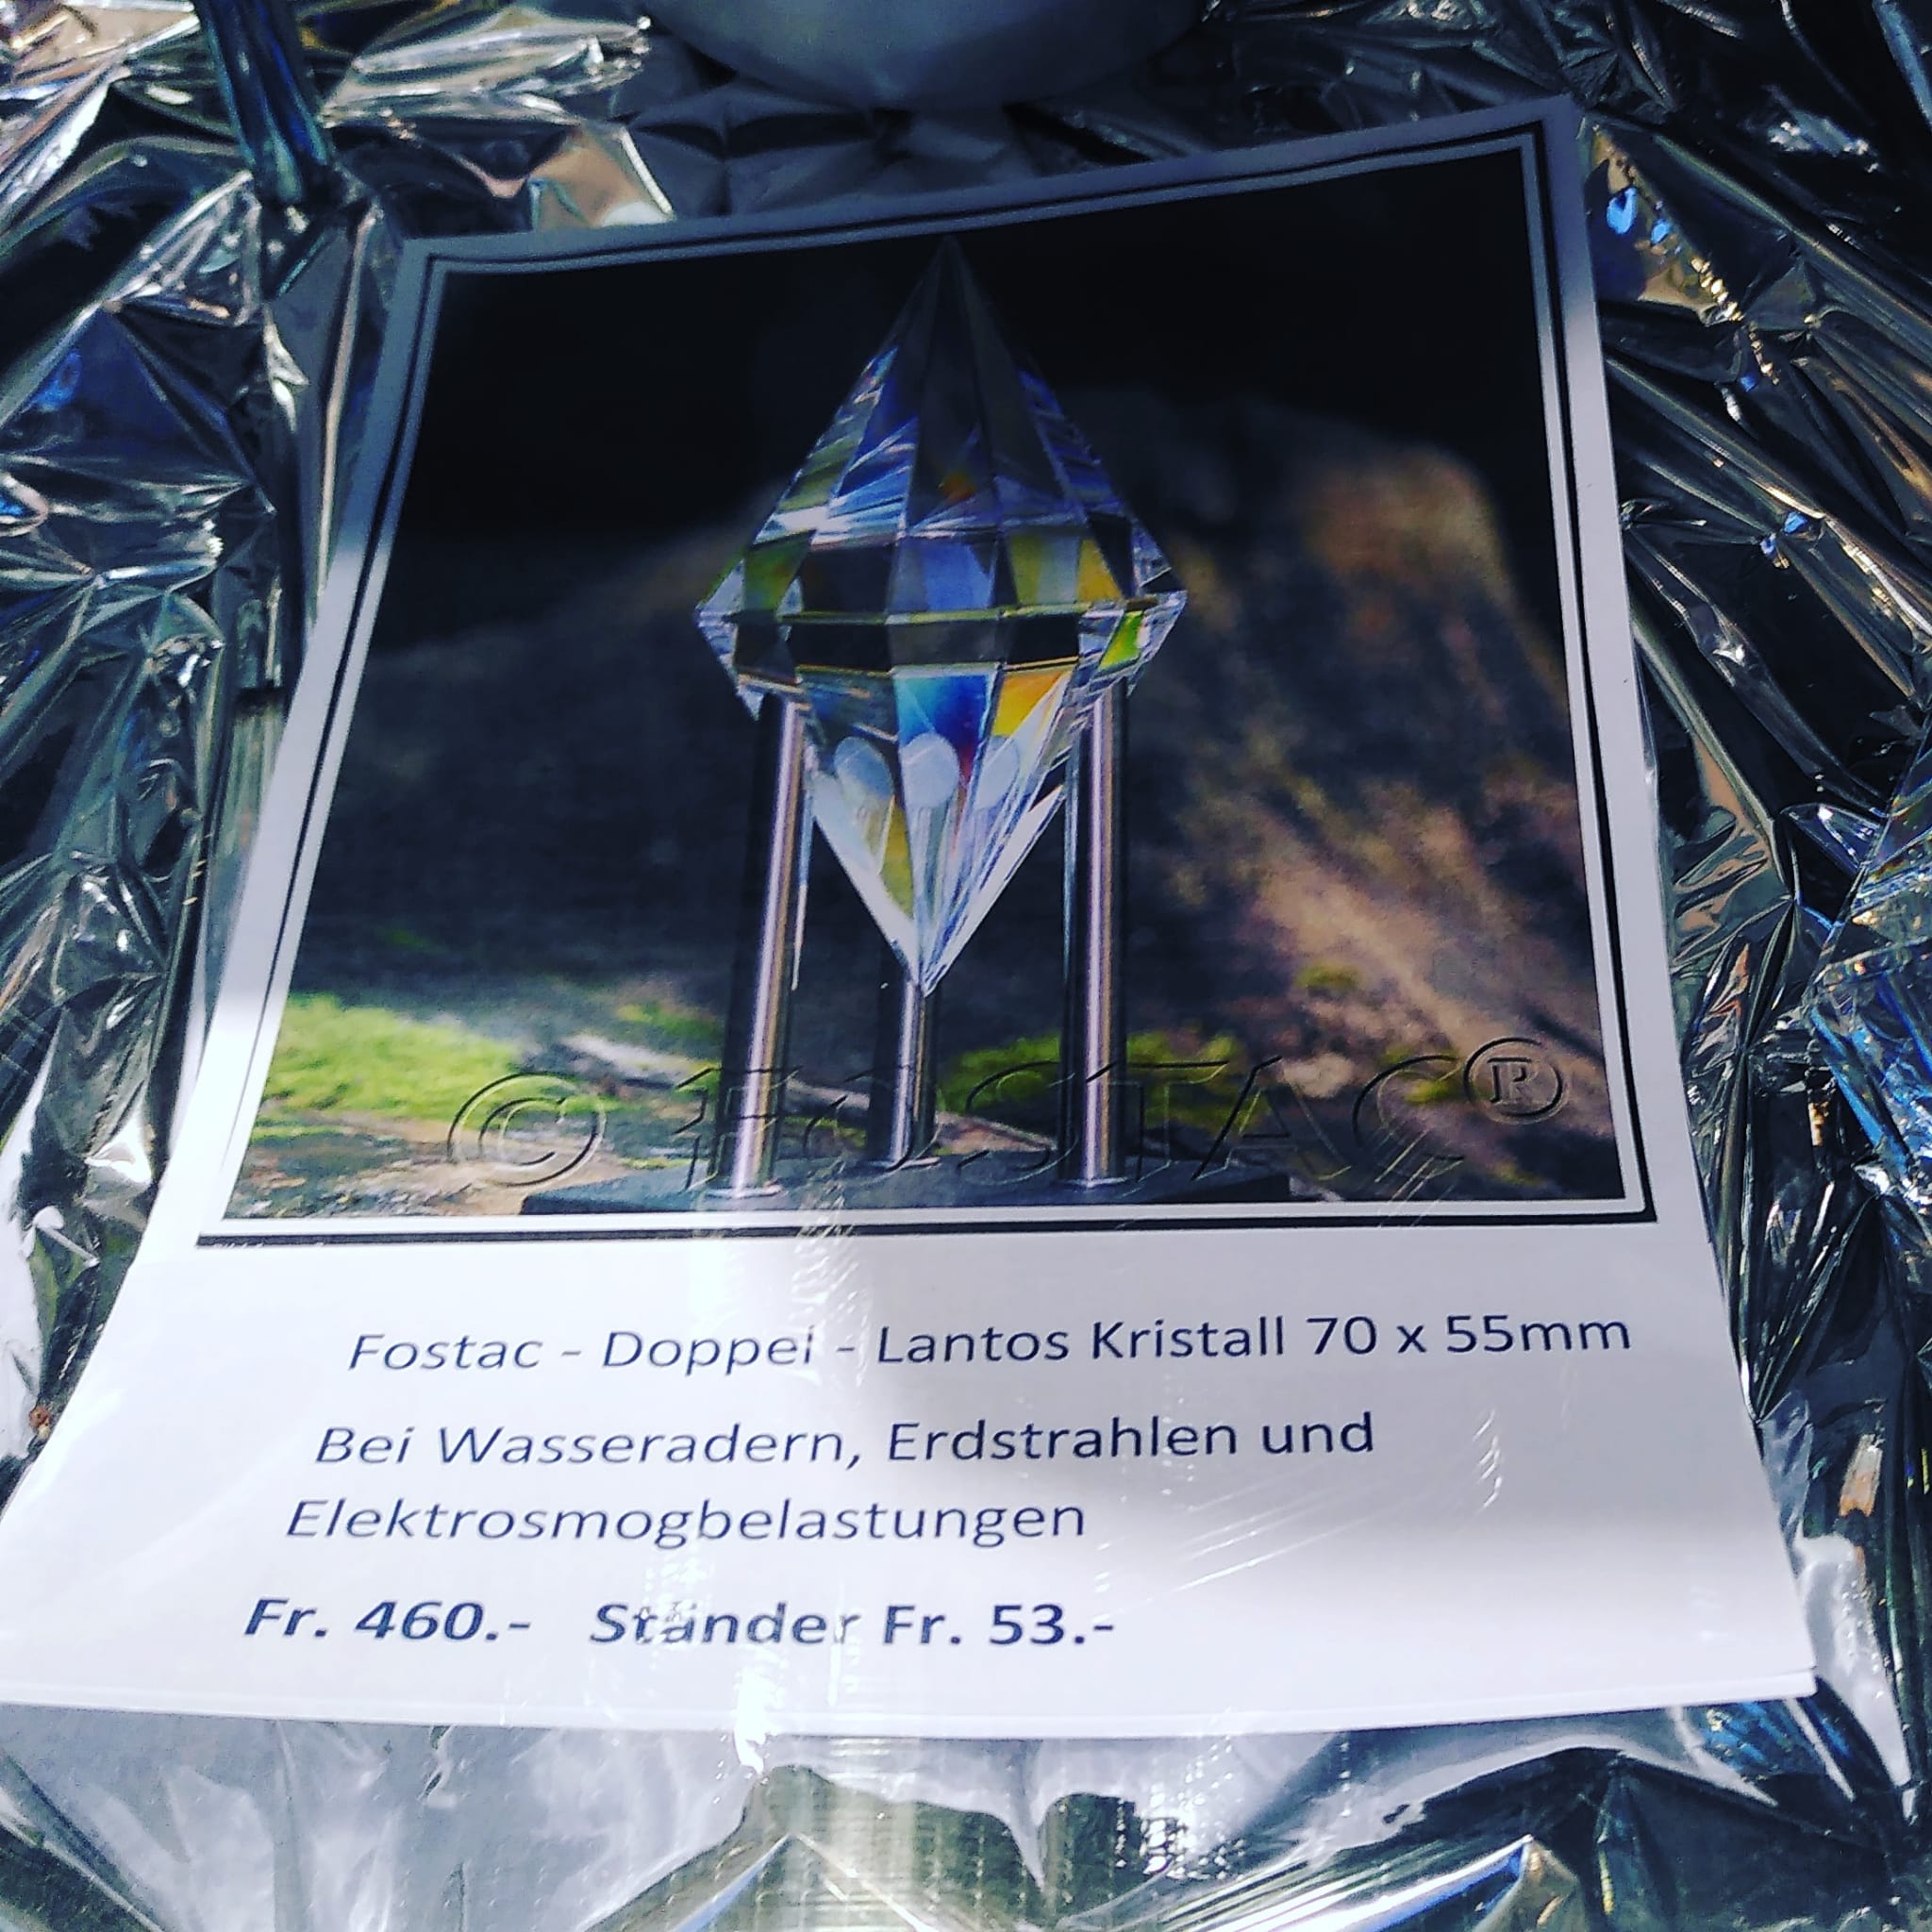 © FOSTAC ®
Fostac - Doppel - Lantos Kristall 70 x 55mm
Bei Wasseradern, Erdstrahlen und
Elektrosmogbelastungen
Fr. 460.- Ständer Fr. 53.-